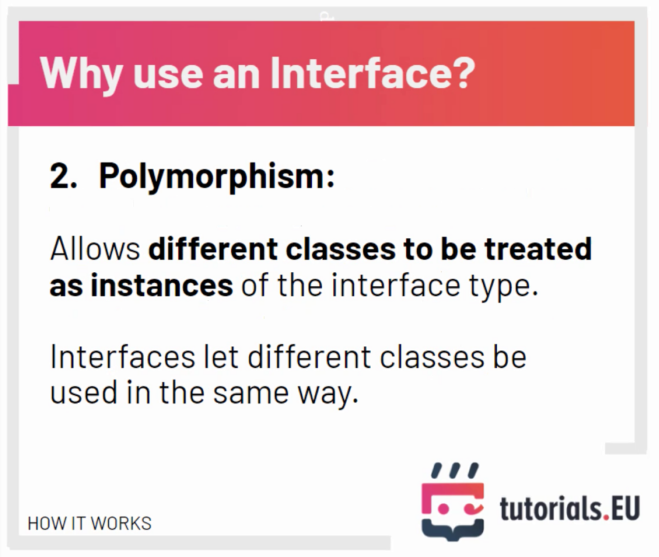 Why use an Interface?
2. Polymorphism:
Allows different classes to be treated
as instances of the interface type.
Interfaces let different classes be
used in the same way.
HOW IT WORKS
tutorials.EU